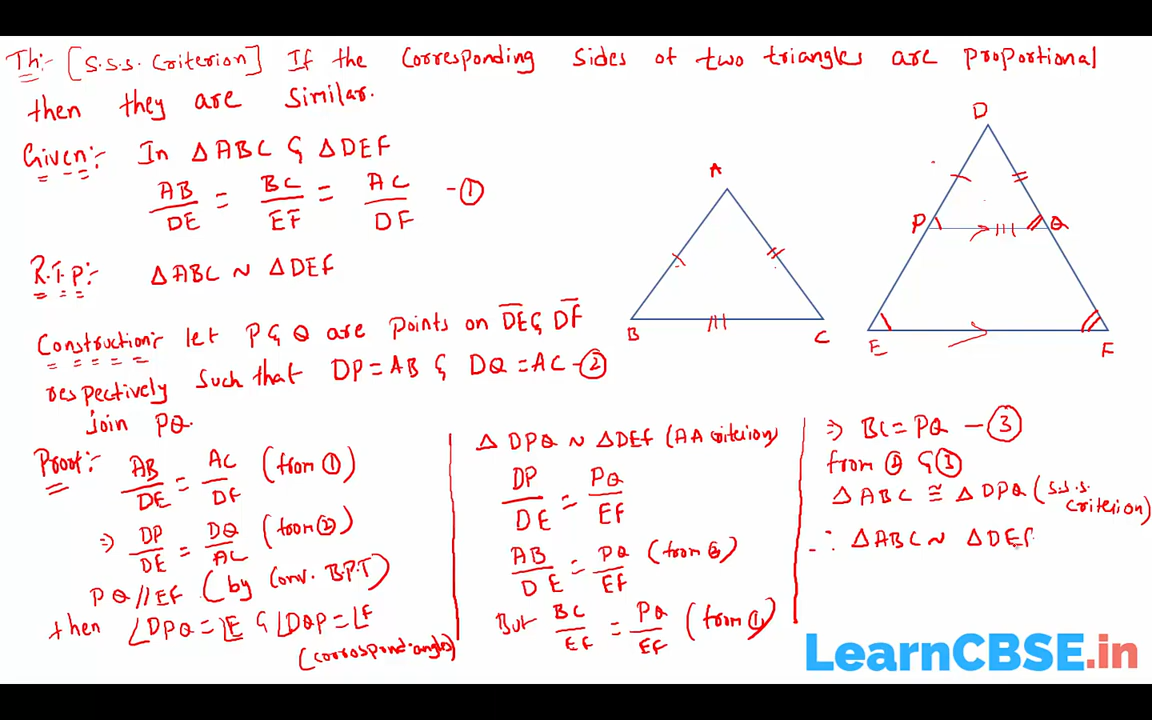 Th:- [S.S.S. Criterion] If the Corresponding sides of two triangles are proportional
then they are similar.
Given:- In ΔABC & ΔDEF
AB/DE = BC/EF = AC/DF -①
R.T.P:- ΔABC ~ ΔDEF
Construction:- let P & Q are points on DE & DF
respectively such that DP=AB & DQ=AC-②
join PQ.
Proof:- AB/DE = AC/DF (from ①)
⇒ DP/DE = DQ/AC (from ②)
PQ//EF (by Conv. B.P.T)
then ∠DPQ=∠E & ∠DQP=∠F
(corrospond.angles)
Δ DPQ ~ ΔDEF (AA criterion)
DP/DE = PQ/EF
AB/DE = PQ/EF (from ②)
But BC/EF = PQ/EF (from ①)
⇒ BC = PQ - ③
from ② & ③
ΔABC ≅ ΔDPQ (S.S.S.
criterion)
∴ ΔABC ~ ΔDEF
A
B
C
D
P
Q
E
F
LearnCBSE.in